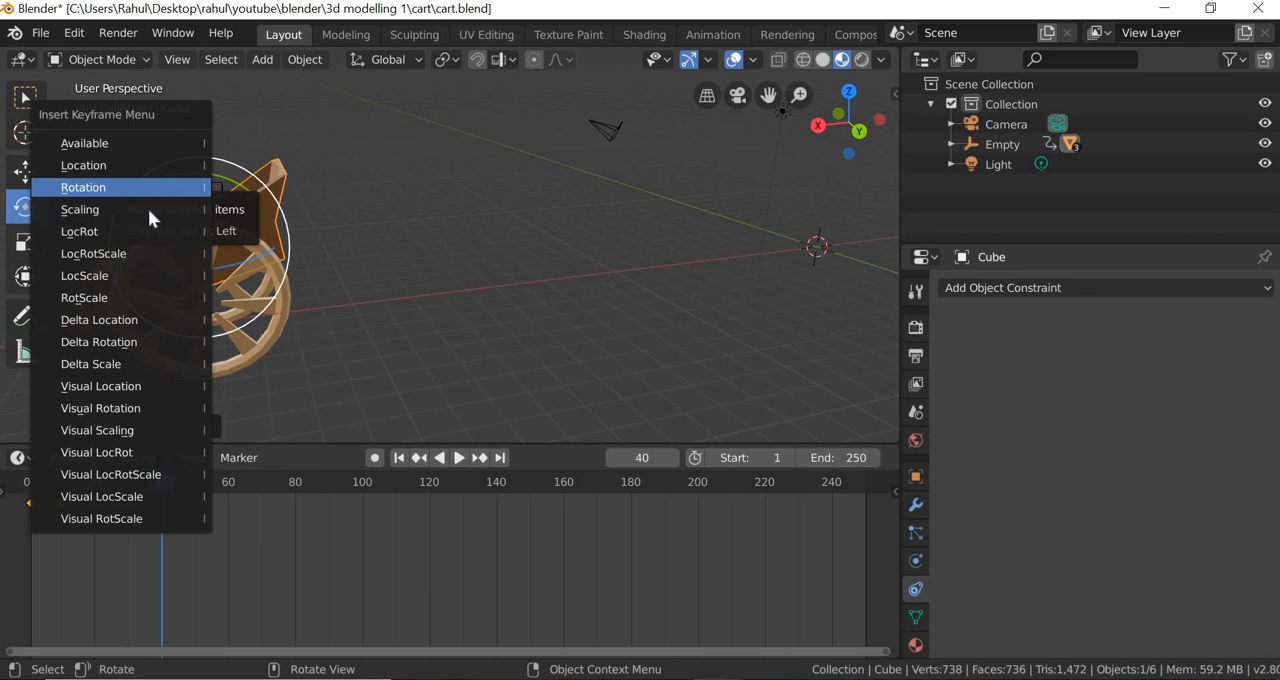 Blender* [C:\Users\Rahul\Desktop\rahul\youtube\blender\3d modelling 1\cart\cart.blend]
File Edit Render Window Help Layout Modeling Sculpting UV Editing Texture Paint Shading Animation Rendering Compos Scene View Layer
Object Mode View Select Add Object Global
User Perspective
Insert Keyframe Menu
Available I
Location I
Rotation I
Scaling I
LocRot I
LocRotScale I
LocScale I
RotScale I
Delta Location I
Delta Rotation I
Delta Scale I
Visual Location I
Visual Rotation I
Visual Scaling I
Visual LocRot I
Visual LocRotScale I
Visual LocScale I
Visual RotScale I
items
Left
X
Y
Z
Scene Collection
Collection
Camera
Empty 3
Light
Cube
Add Object Constraint
Marker 40 Start: 1 End: 250
0 60 80 100 120 140 160 180 200 220 240
Select Rotate Rotate View Object Context Menu Collection | Cube | Verts:738 | Faces:736 | Tris:1,472 | Objects:1/6 | Mem: 59.2 MB | v2.80